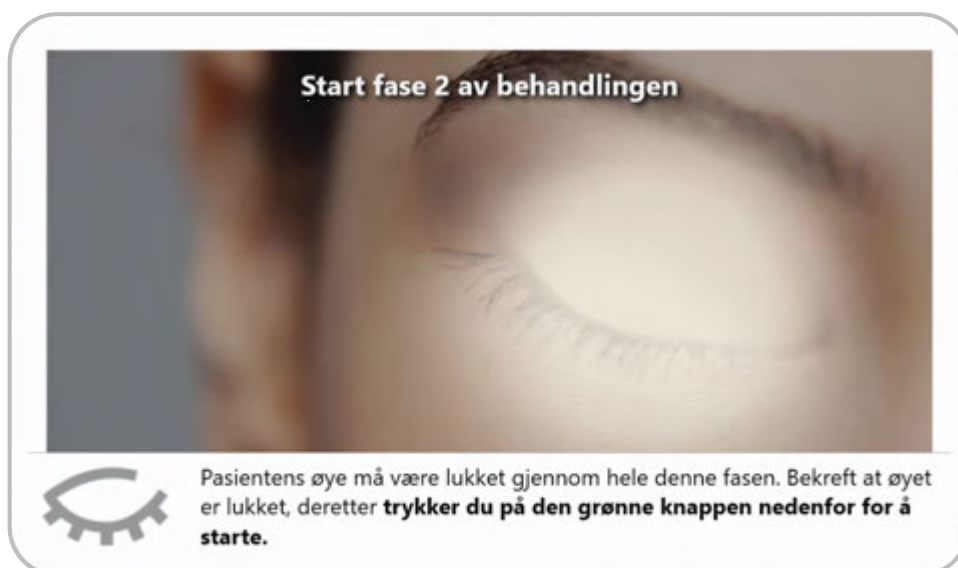 Start fase 2 av behandlingen
Pasientens øye må være lukket gjennom hele denne fasen. Bekreft at øyet
er lukket, deretter trykker du på den grønne knappen nedenfor for å
starte.